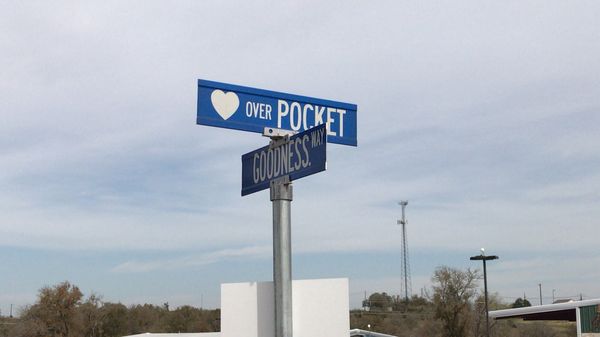 OVER POCKET
GOODNESS. WAY